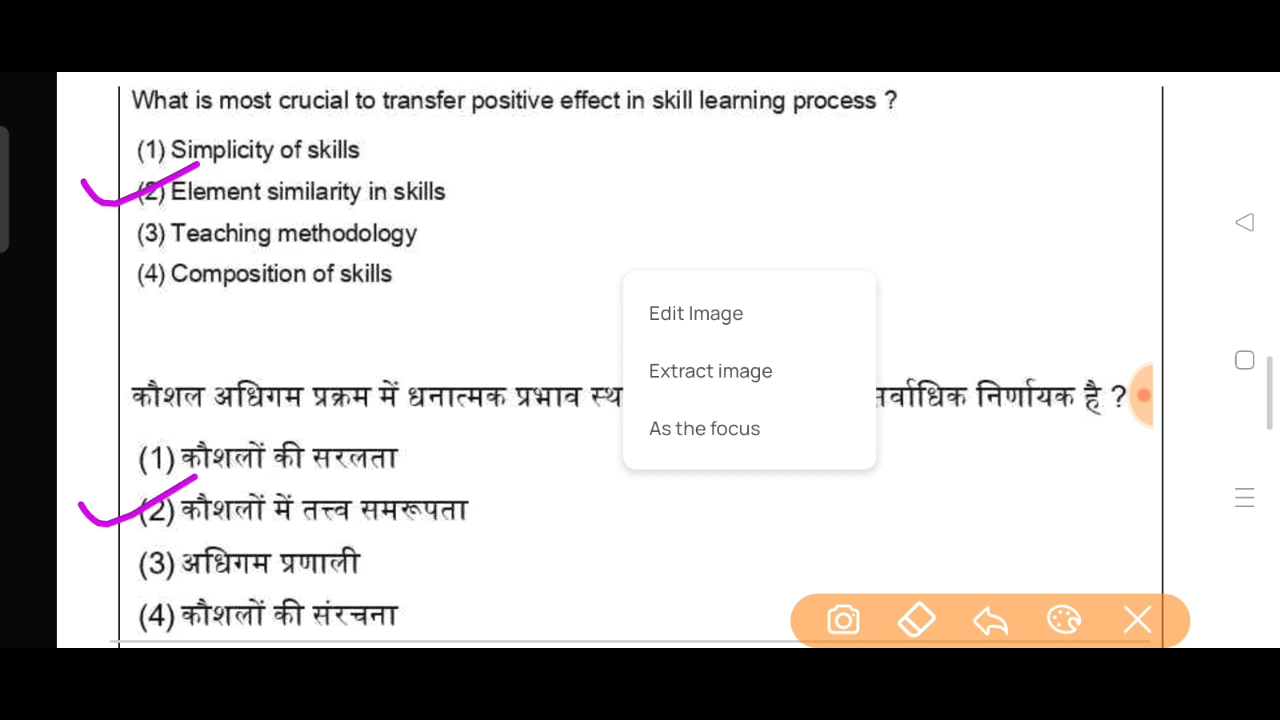 What is most crucial to transfer positive effect in skill learning process ?
(1) Simplicity of skills
(2) Element similarity in skills
(3) Teaching methodology
(4) Composition of skills
Edit Image
Extract image
As the focus
कौशल अधिगम प्रक्रम में धनात्मक प्रभाव निर्णायक है ?
(1) कौशलों की सरलता
(2) कौशलों में तत्त्व समरूपता
(3) अधिगम प्रणाली
(4) कौशलों की संरचना